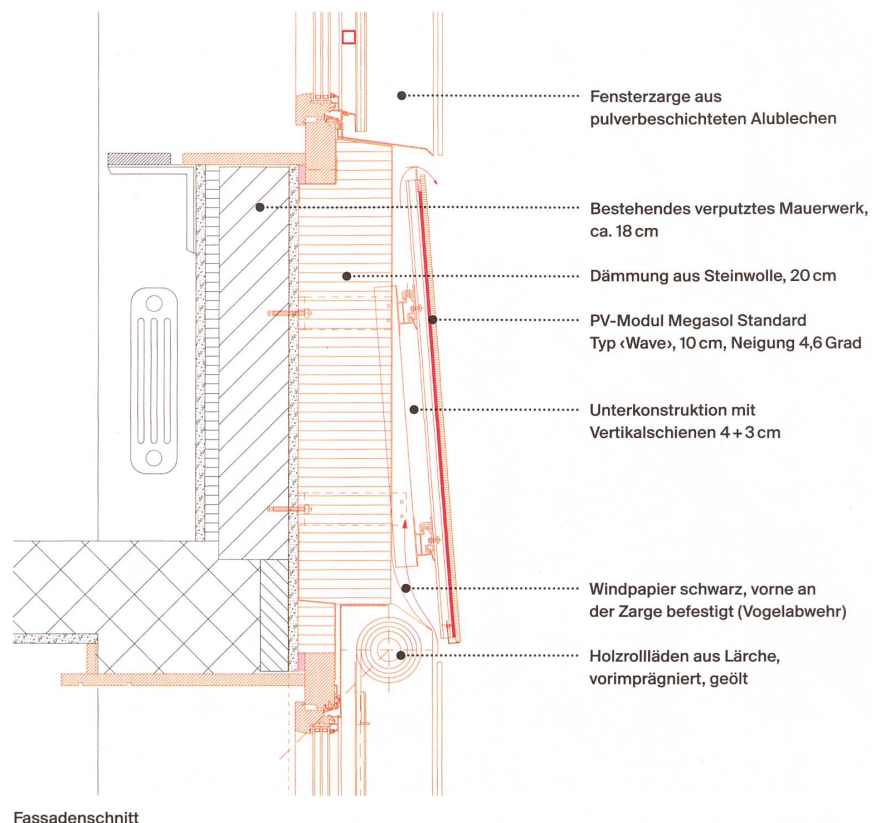 Fensterzarge aus
pulverbeschichteten Alublechen
Bestehendes verputztes Mauerwerk,
ca. 18 cm
Dämmung aus Steinwolle, 20 cm
PV-Modul Megasol Standard
Typ ‹Wave›, 10 cm, Neigung 4,6 Grad
Unterkonstruktion mit
Vertikalschienen 4 + 3 cm
Windpapier schwarz, vorne an
der Zarge befestigt (Vogelabwehr)
Holzrollläden aus Lärche,
vorimprägniert, geölt
Fassadenschnitt